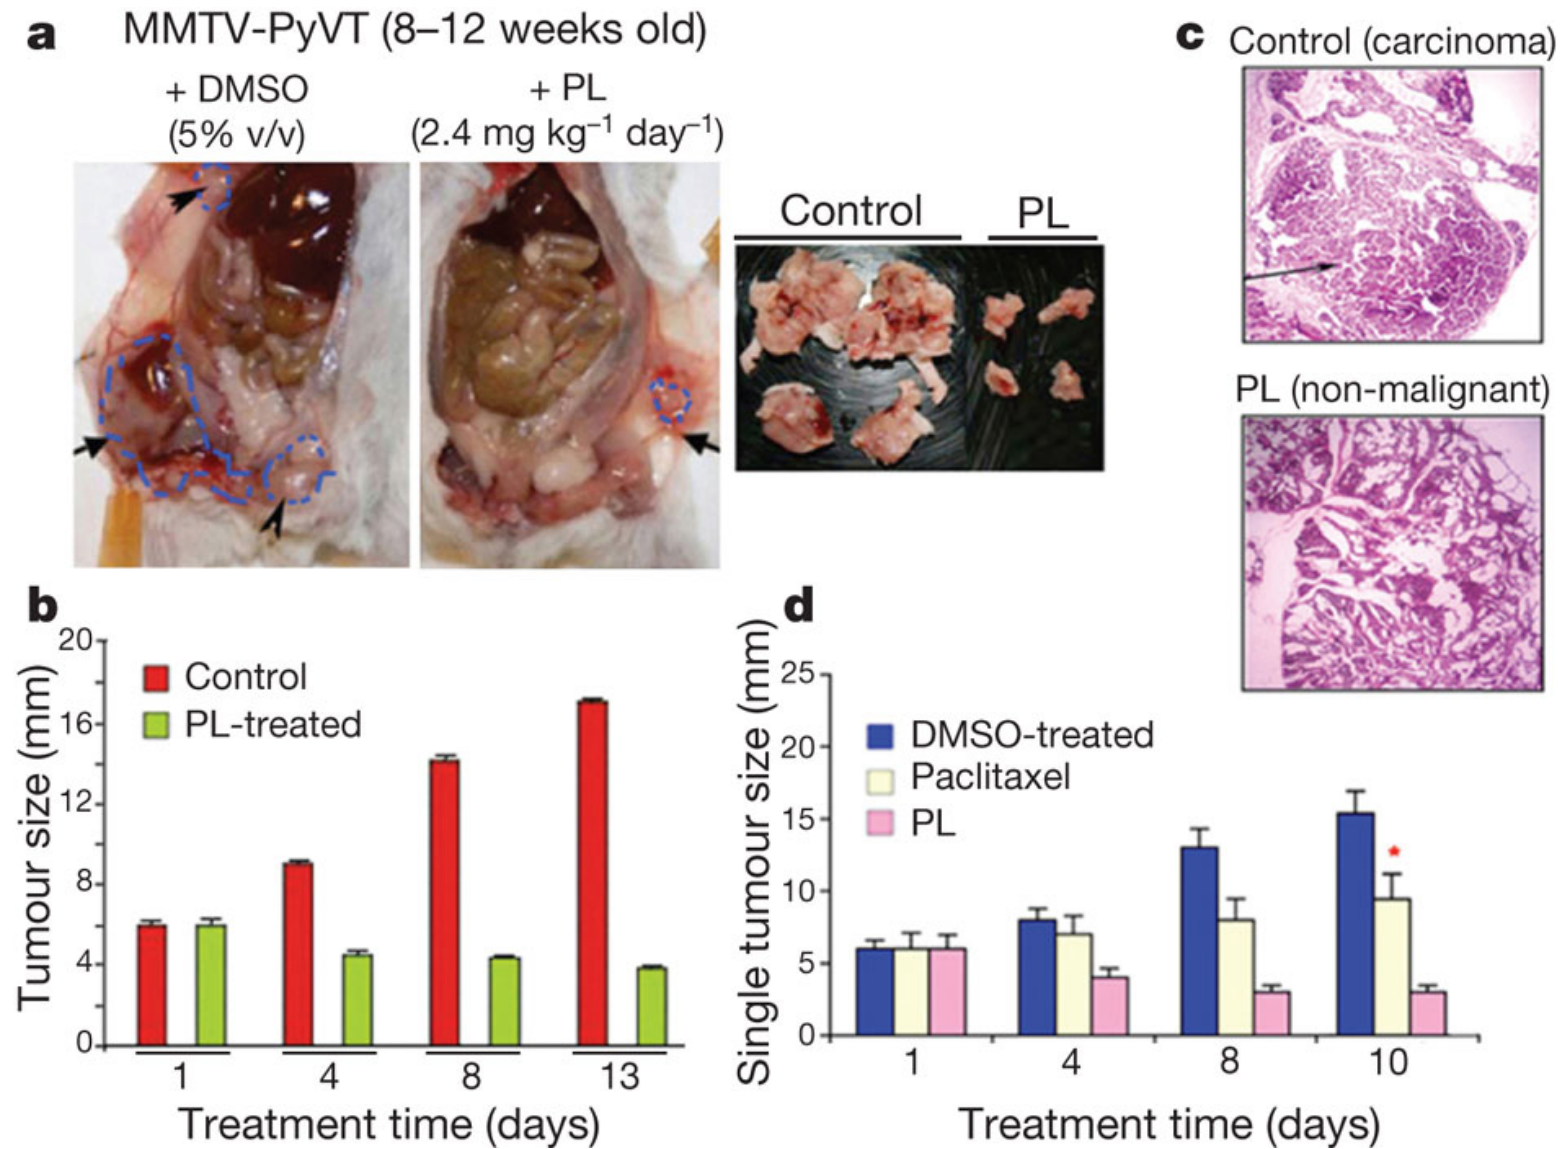 a
MMTV-PyVT (8–12 weeks old)
+ DMSO
(5% v/v)
+ PL
(2.4 mg kg⁻¹ day⁻¹)
Control
PL
c
Control (carcinoma)
PL (non-malignant)
b
Tumour size (mm)
20
16
12
8
4
0
Control
PL-treated
1
4
8
13
Treatment time (days)
d
Single tumour size (mm)
25
20
15
10
5
0
DMSO-treated
Paclitaxel
PL
*
1
4
8
10
Treatment time (days)